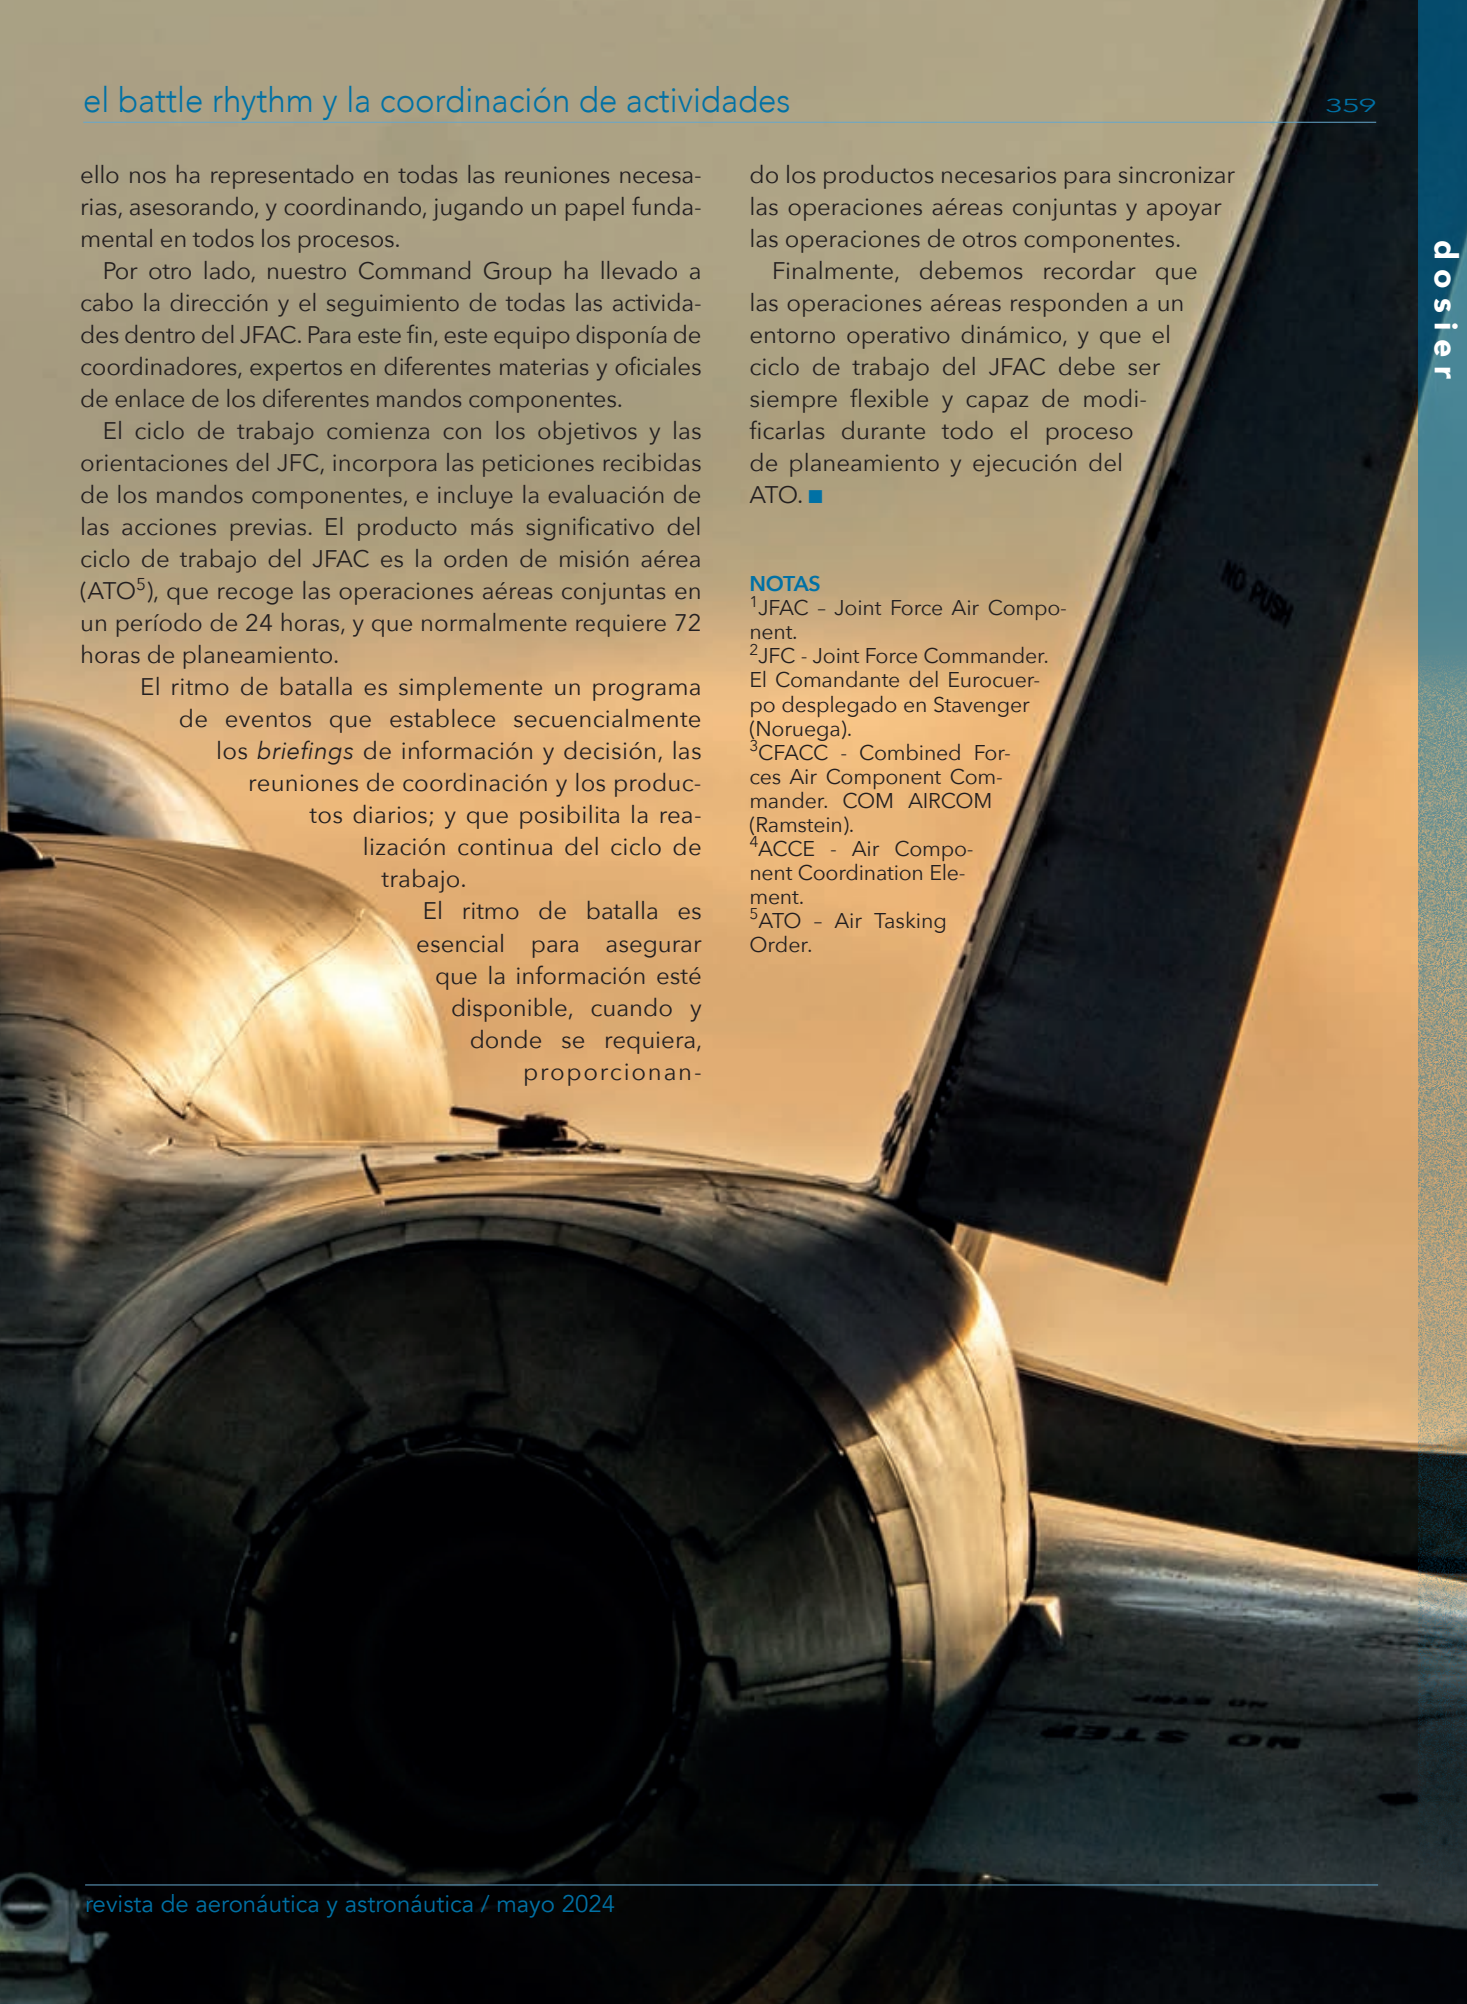 el battle rhythm y la coordinación de actividades
359
ello nos ha representado en todas las reuniones necesa-
rias, asesorando, y coordinando, jugando un papel funda-
mental en todos los procesos.
Por otro lado, nuestro Command Group ha llevado a
cabo la dirección y el seguimiento de todas las activida-
des dentro del JFAC. Para este fin, este equipo disponía de
coordinadores, expertos en diferentes materias y oficiales
de enlace de los diferentes mandos componentes.
El ciclo de trabajo comienza con los objetivos y las
orientaciones del JFC, incorpora las peticiones recibidas
de los mandos componentes, e incluye la evaluación de
las acciones previas. El producto más significativo del
ciclo de trabajo del JFAC es la orden de misión aérea
(ATO⁵), que recoge las operaciones aéreas conjuntas en
un período de 24 horas, y que normalmente requiere 72
horas de planeamiento.
El ritmo de batalla es simplemente un programa
de eventos que establece secuencialmente
los briefings de información y decisión, las
reuniones de coordinación y los produc-
tos diarios; y que posibilita la rea-
lización continua del ciclo de
trabajo.
El ritmo de batalla es
esencial para asegurar
que la información esté
disponible, cuando y
donde se requiera,
proporcionan-
do los productos necesarios para sincronizar
las operaciones aéreas conjuntas y apoyar
las operaciones de otros componentes.
Finalmente, debemos recordar que
las operaciones aéreas responden a un
entorno operativo dinámico, y que el
ciclo de trabajo del JFAC debe ser
siempre flexible y capaz de modi-
ficarlas durante todo el proceso
de planeamiento y ejecución del
ATO. ■
NOTAS
¹JFAC – Joint Force Air Compo-
nent.
²JFC - Joint Force Commander.
El Comandante del Eurocuer-
po desplegado en Stavenger
(Noruega).
³CFACC - Combined For-
ces Air Component Com-
mander. COM AIRCOM
(Ramstein).
⁴ACCE - Air Compo-
nent Coordination Ele-
ment.
⁵ATO – Air Tasking
Order.
dosier
NO PUSH
NO STEP
NO STEP
revista de aeronáutica y astronáutica / mayo 2024